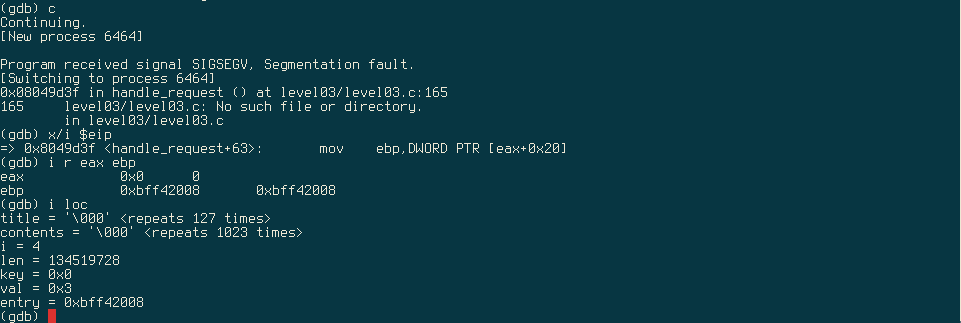 (gdb) c
Continuing.
[New process 6464]

Program received signal SIGSEGV, Segmentation fault.
[Switching to process 6464]
0x08049d3f in handle_request () at level03/level03.c:165
165     level03/level03.c: No such file or directory.
        in level03/level03.c
(gdb) x/i $eip
=> 0x8049d3f <handle_request+63>:       mov    ebp,DWORD PTR [eax+0x20]
(gdb) i r eax ebp
eax            0x0      0
ebp            0xbff42008       0xbff42008
(gdb) i loc
title = '\000' <repeats 127 times>
contents = '\000' <repeats 1023 times>
i = 4
len = 134519728
key = 0x0
val = 0x3
entry = 0xbff42008
(gdb)